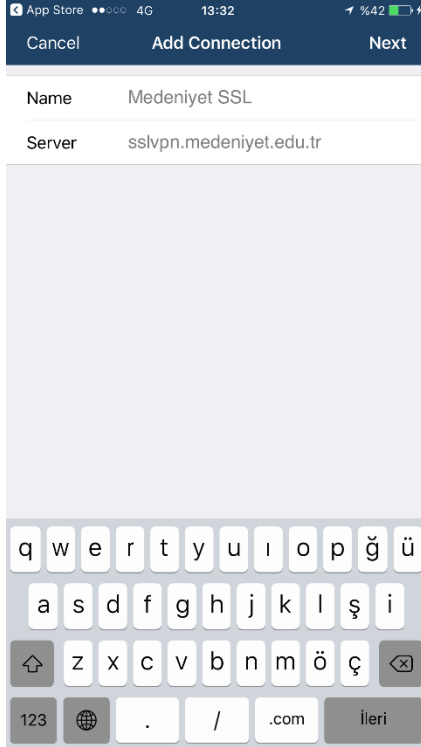 App Store 4G 13:32 %42
Cancel Add Connection Next
Name Medeniyet SSL
Server sslvpn.medeniyet.edu.tr
q w e r t y u ı o p ğ ü
a s d f g h j k l ş i
z x c v b n m ö ç
123 . / .com İleri